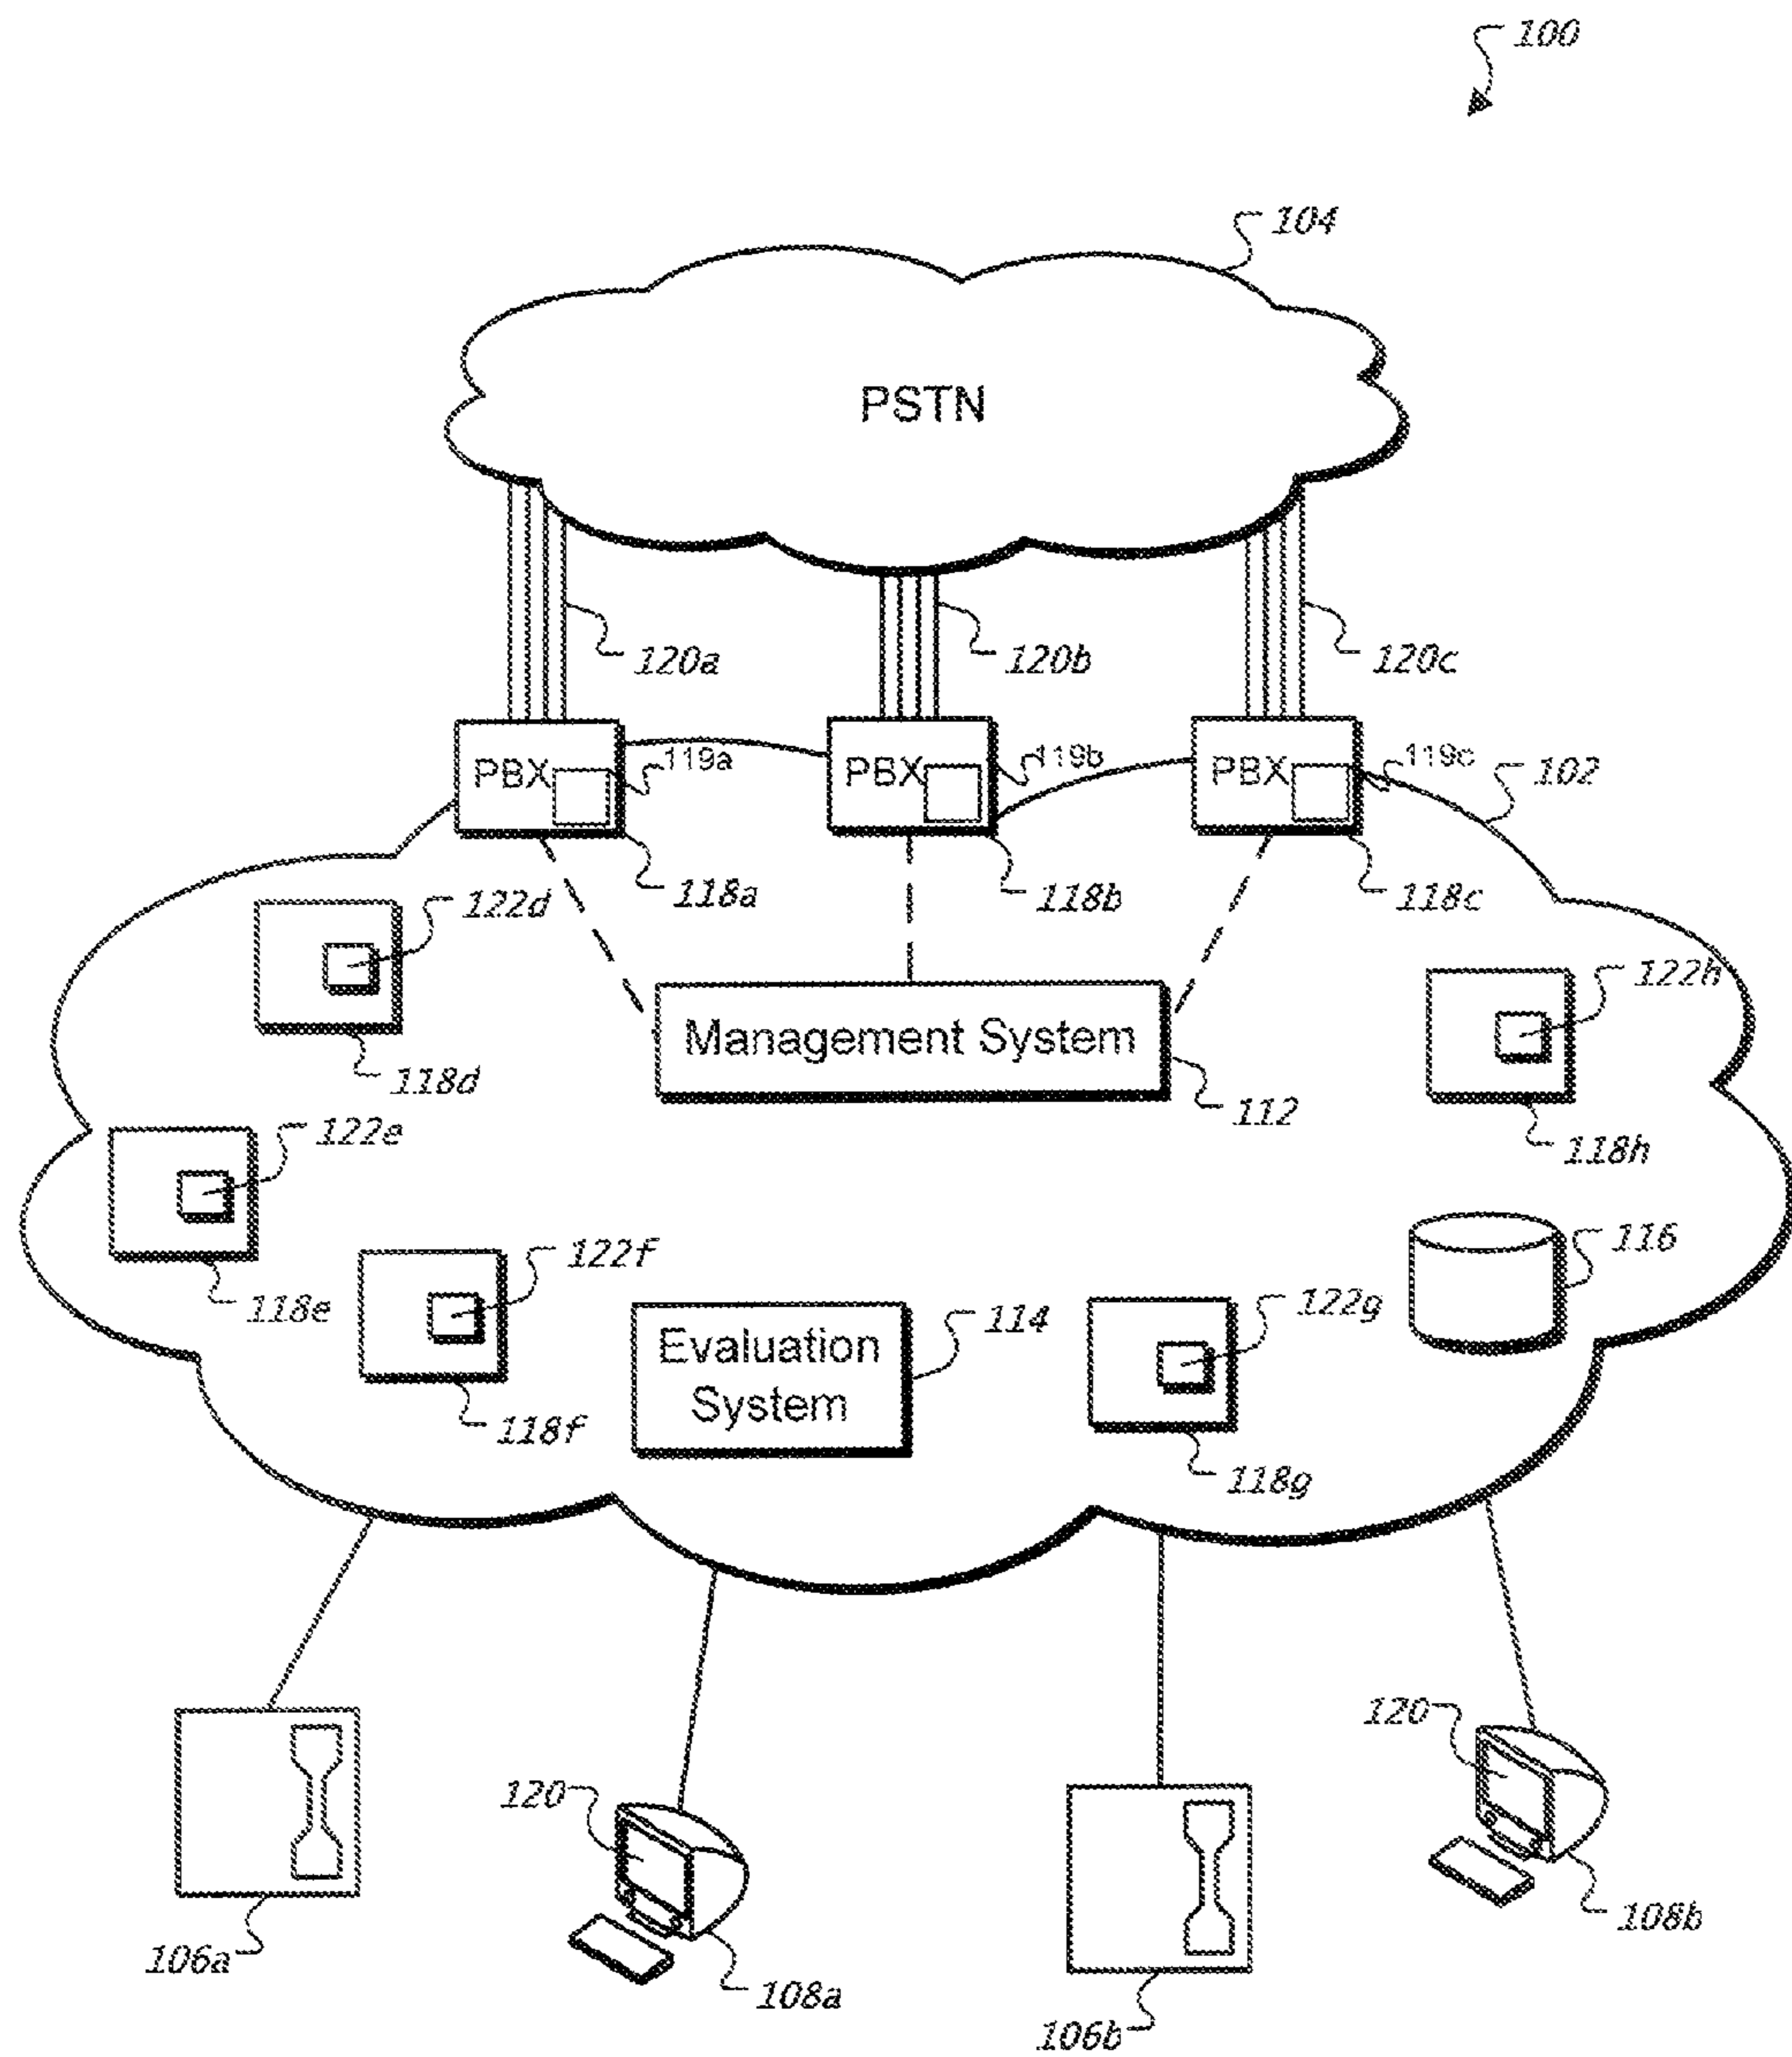 100
104
PSTN
120a
120b
120c
PBX
119a
PBX
119b
PBX
119c
102
118a
118b
118c
122d
122h
Management System
118d
112
122e
118h
122f
116
118e
122g
114
Evaluation
System
118f
118g
120
120
106a
108a
108b
106b